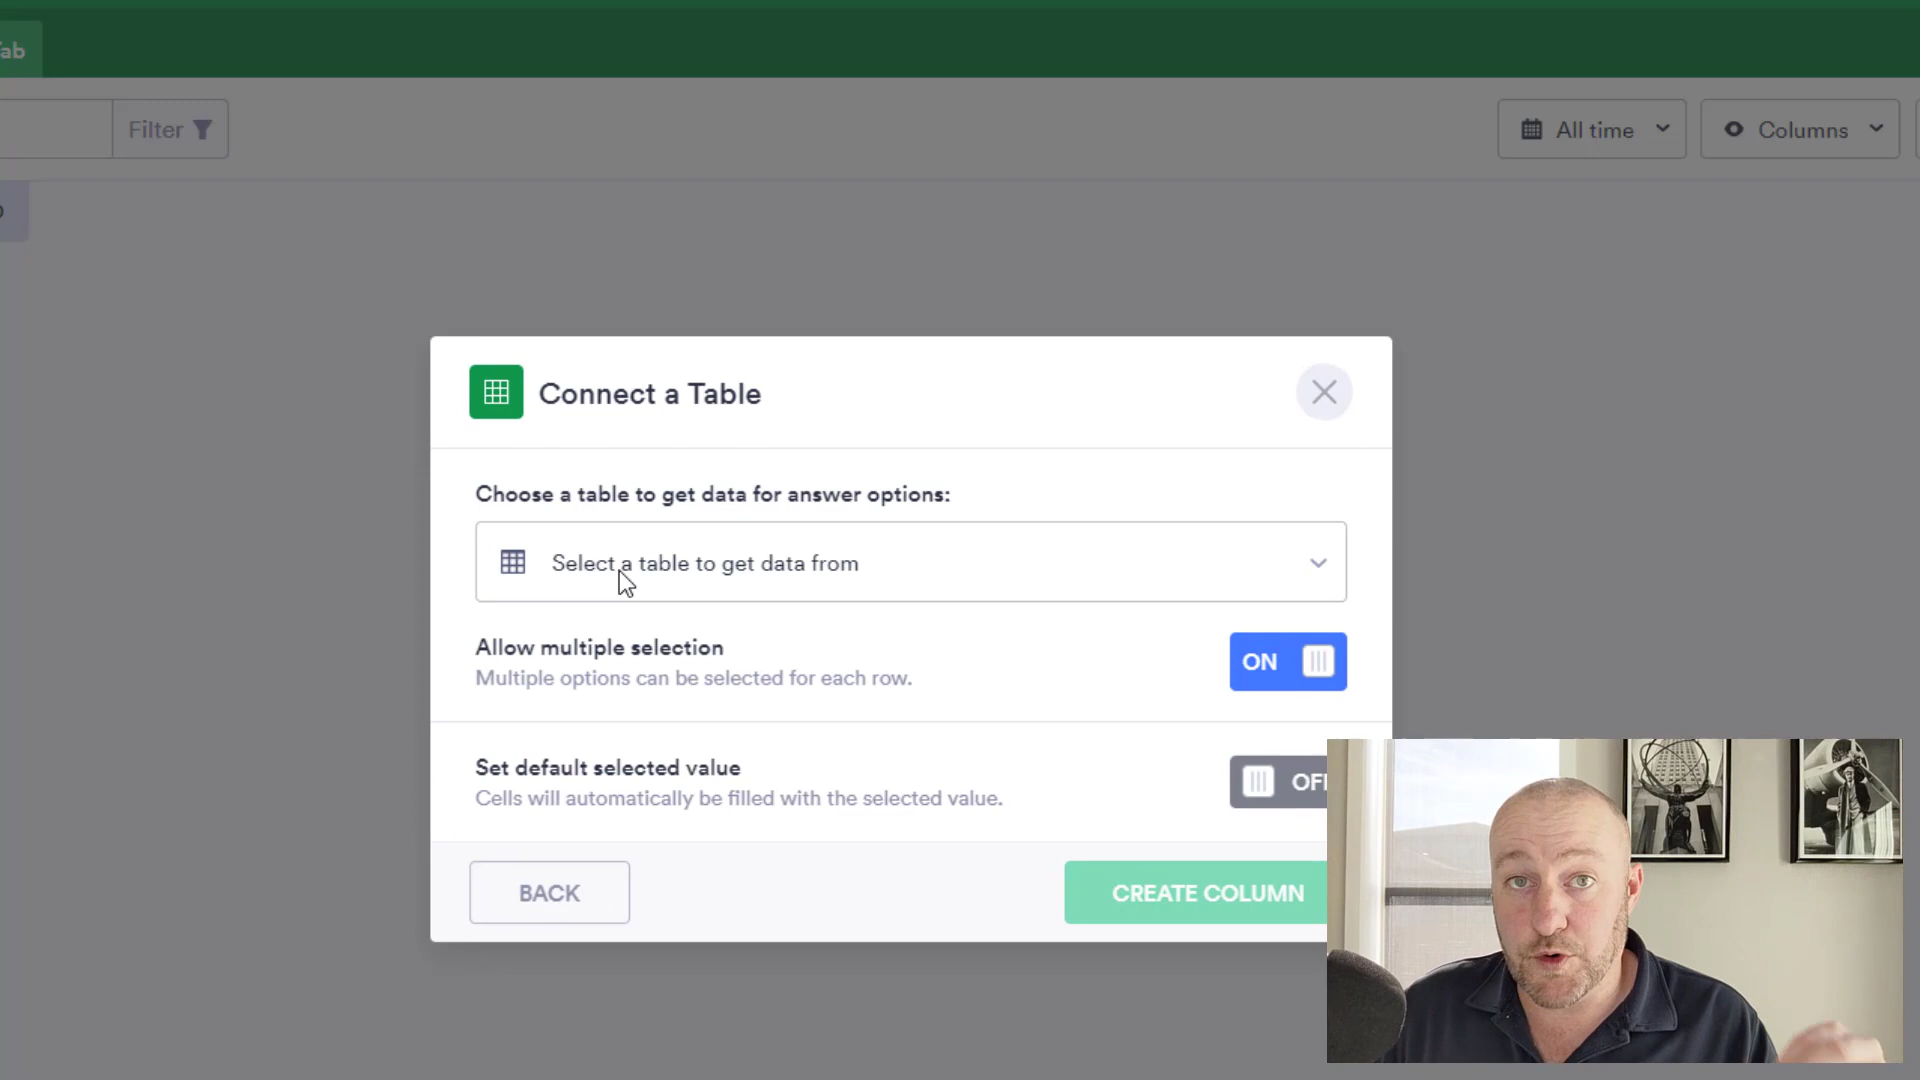 ab
Filter
All time
Columns
Connect a Table
Choose a table to get data for answer options:
Select a table to get data from
Allow multiple selection
Multiple options can be selected for each row.
ON
Set default selected value
Cells will automatically be filled with the selected value.
OF
BACK
CREATE COLUMN